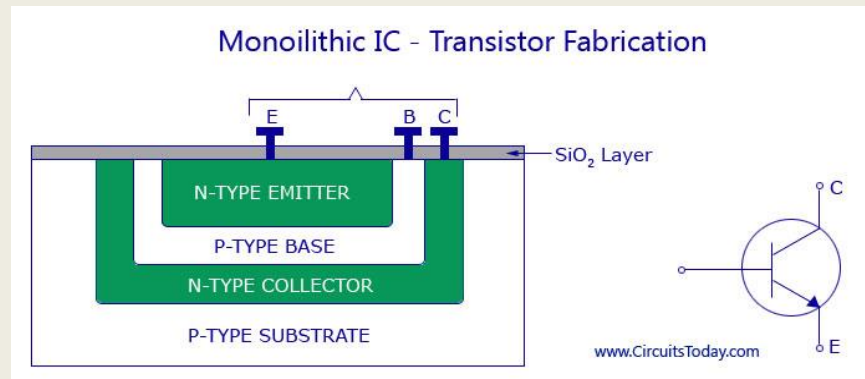 Monoilithic IC - Transistor Fabrication
E B C
SiO₂ Layer
N-TYPE EMITTER
P-TYPE BASE
N-TYPE COLLECTOR
P-TYPE SUBSTRATE
C
E
www.CircuitsToday.com